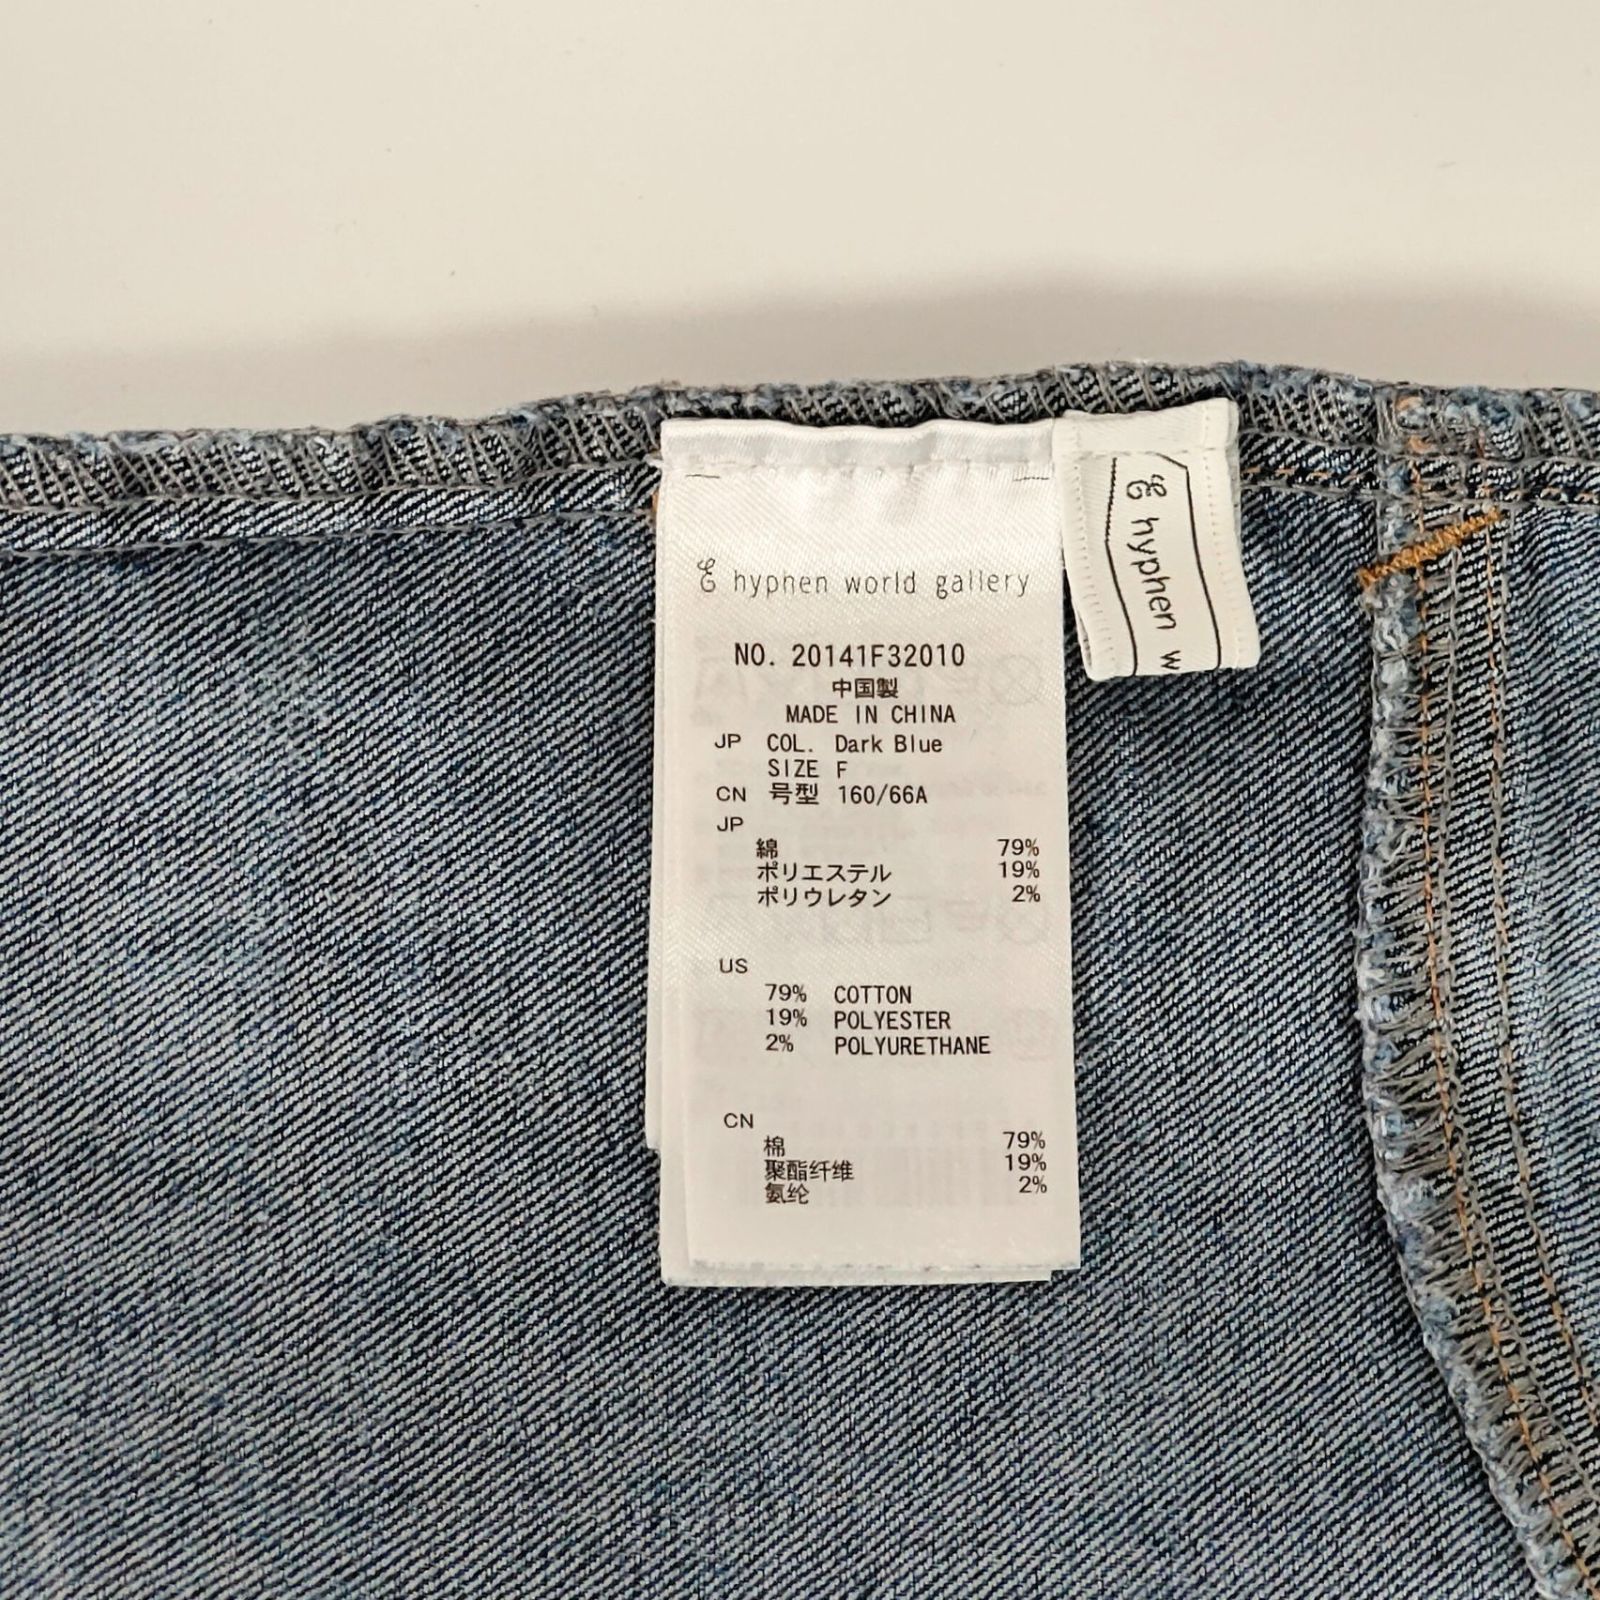 hyphen world gallery
NO. 20141F32010
中国製
MADE IN CHINA
JP COL. Dark Blue
SIZE F
CN 号型 160/66A
JP
綿 79%
ポリエステル 19%
ポリウレタン 2%
US
79% COTTON
19% POLYESTER
2% POLYURETHANE
CN
棉 79%
聚酯纤维 19%
氨纶 2%
hyphen w